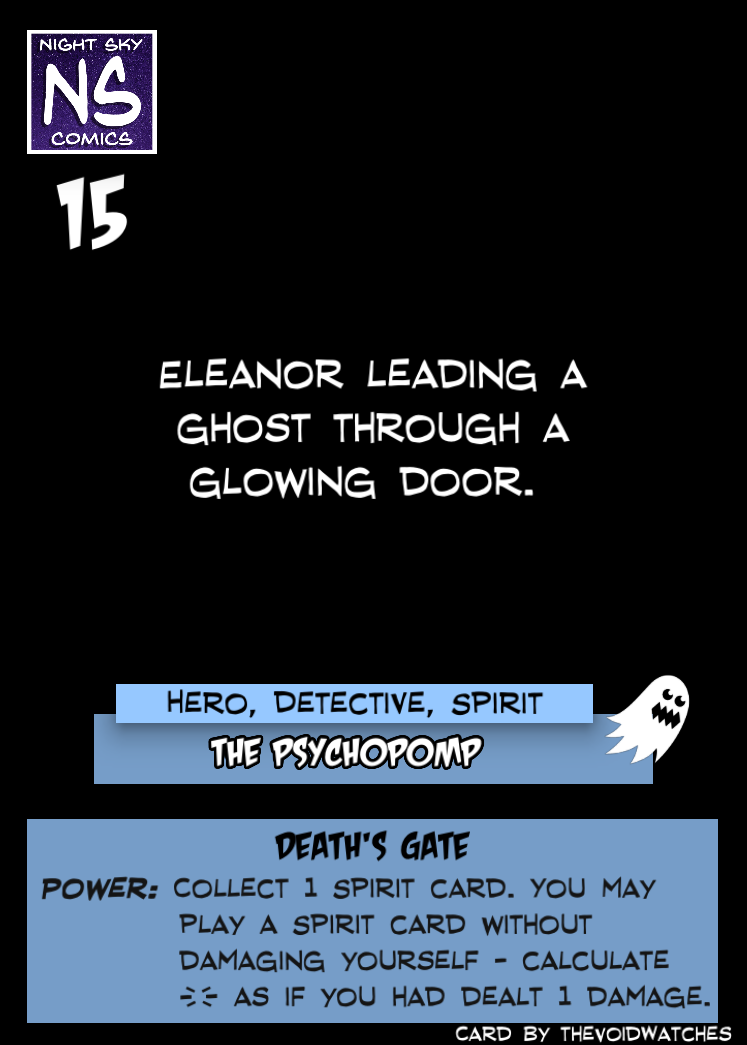 NIGHT SKY
NS
COMICS
15
ELEANOR LEADING A
GHOST THROUGH A
GLOWING DOOR.
HERO, DETECTIVE, SPIRIT
THE PSYCHOPOMP
DEATH'S GATE
POWER: COLLECT 1 SPIRIT CARD. YOU MAY
PLAY A SPIRIT CARD WITHOUT
DAMAGING YOURSELF - CALCULATE
AS IF YOU HAD DEALT 1 DAMAGE.
CARD BY THEVOIDWATCHES